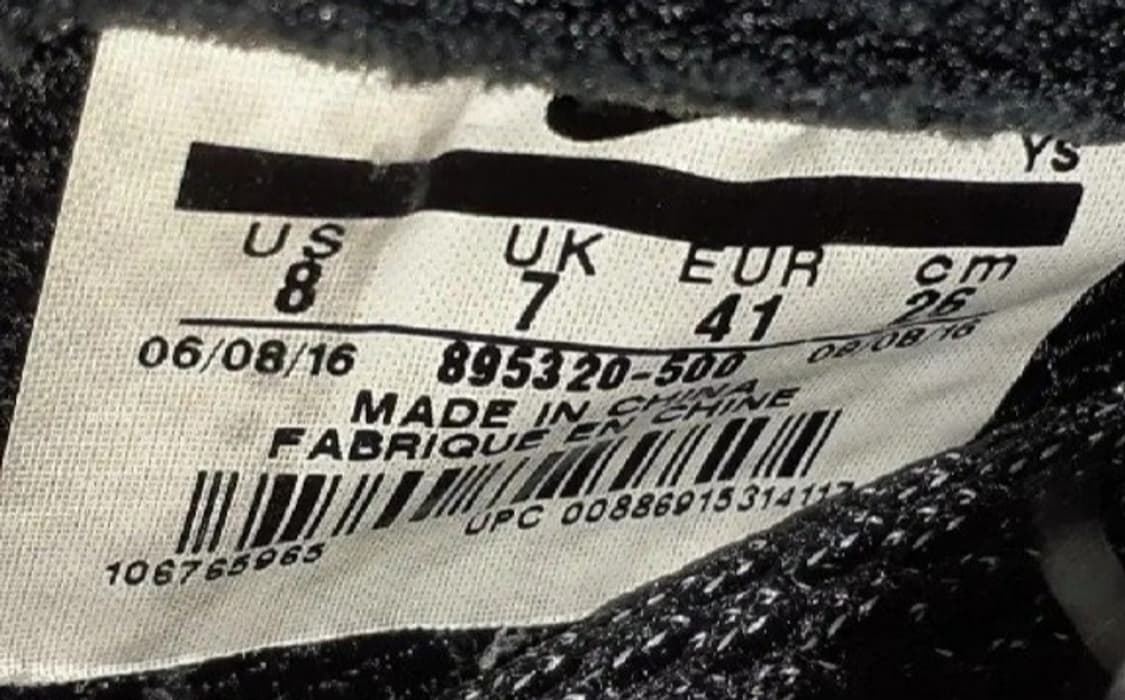 YS
US UK EUR cm
8 7 41 26
06/08/16 895320-500 08/08/16
MADE IN CHINA
FABRIQUE EN CHINE
UPC 00886915314117
106765965